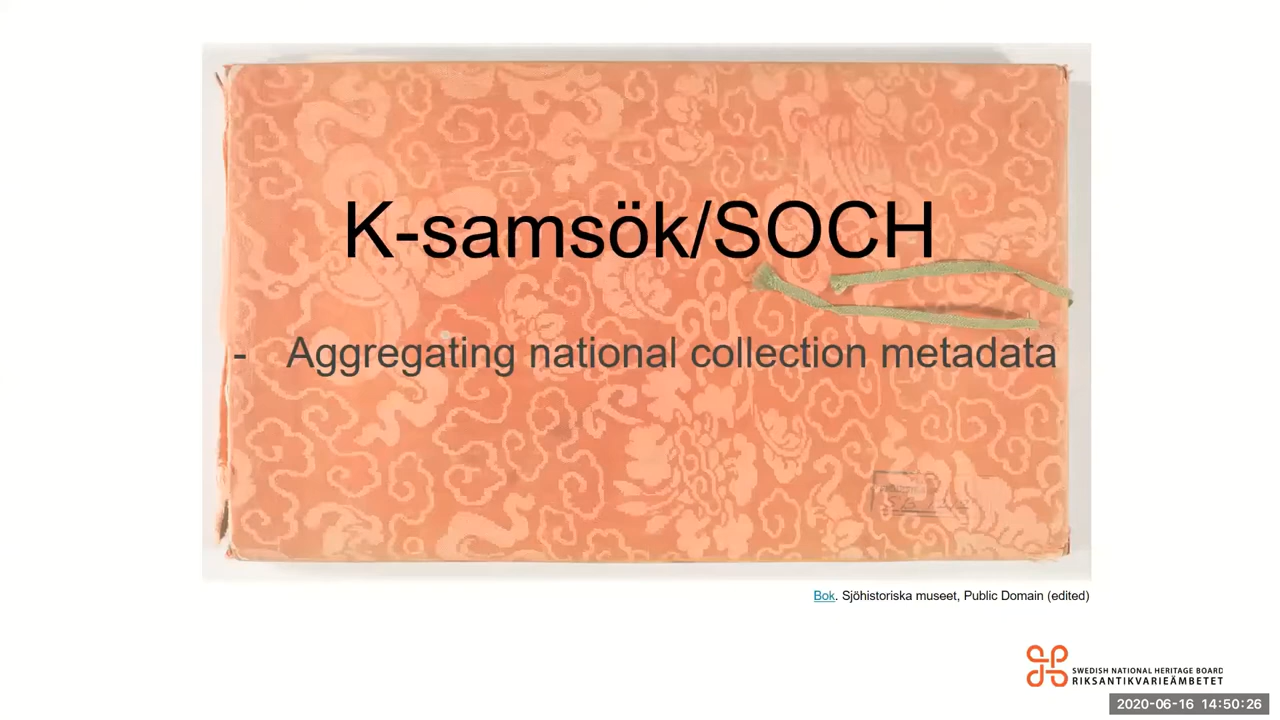 K-samsök/SOCH
- Aggregating national collection metadata
Bok. Sjöhistoriska museet, Public Domain (edited)
SWEDISH NATIONAL HERITAGE BOARD
RIKSANTIKVARIEÄMBETET
2020-06-16 14:50:26